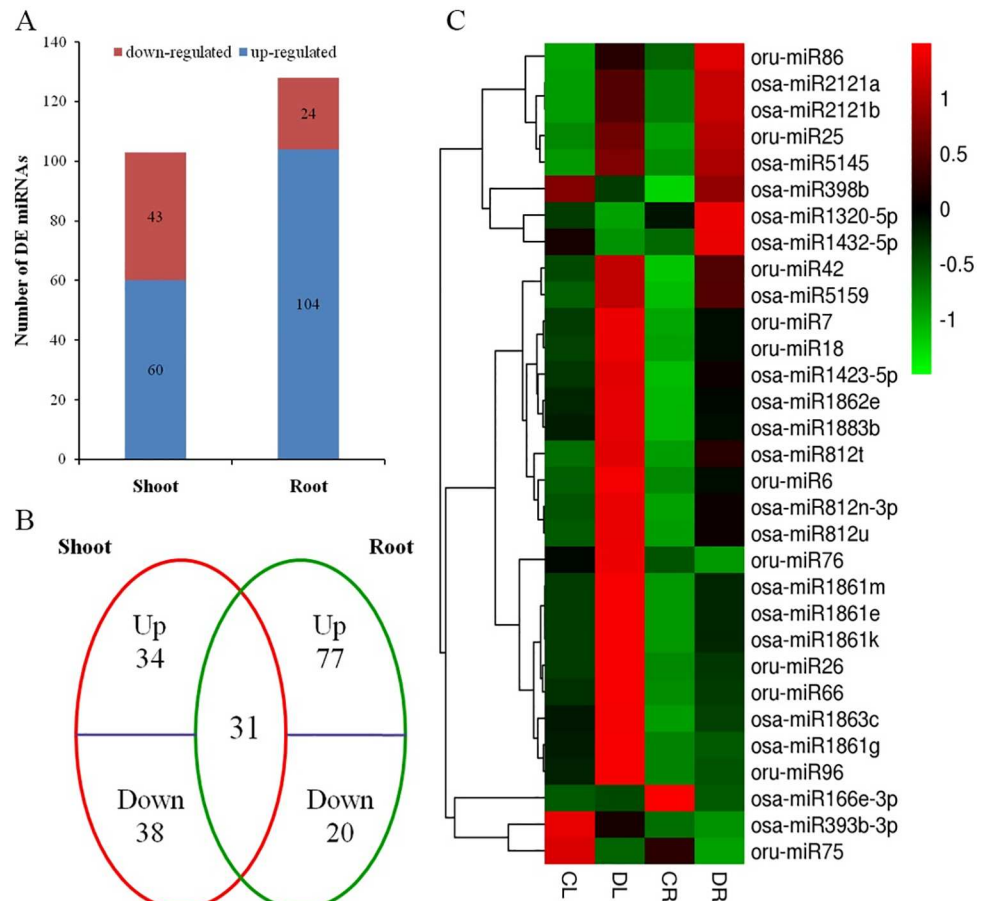 A
Number of DE miRNAs
140
120
100
80
60
40
20
0
down-regulated up-regulated
43
60
24
104
Shoot Root
B
Shoot Root
Up
34
Up
77
31
Down
38
Down
20
C
oru-miR86
osa-miR2121a
osa-miR2121b
oru-miR25
osa-miR5145
osa-miR398b
osa-miR1320-5p
osa-miR1432-5p
oru-miR42
osa-miR5159
oru-miR7
oru-miR18
osa-miR1423-5p
osa-miR1862e
osa-miR1883b
osa-miR812t
oru-miR6
osa-miR812n-3p
osa-miR812u
oru-miR76
osa-miR1861m
osa-miR1861e
osa-miR1861k
oru-miR26
oru-miR66
osa-miR1863c
osa-miR1861g
oru-miR96
osa-miR166e-3p
osa-miR393b-3p
oru-miR75
CL DL CR DR
1
0.5
0
-0.5
-1